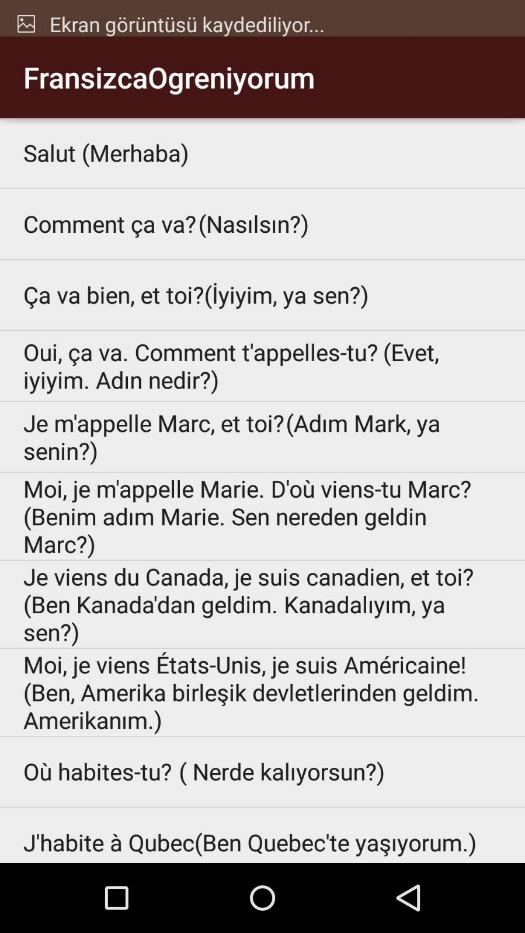 Ekran görüntüsü kaydediliyor...
FransizcaOgreniyorum
Salut (Merhaba)
Comment ça va?(Nasılsın?)
Ça va bien, et toi?(İyiyim, ya sen?)
Oui, ça va. Comment t'appelles-tu? (Evet,
iyiyim. Adın nedir?)
Je m'appelle Marc, et toi?(Adım Mark, ya
senin?)
Moi, je m'appelle Marie. D'où viens-tu Marc?
(Benim adım Marie. Sen nereden geldin
Marc?)
Je viens du Canada, je suis canadien, et toi?
(Ben Kanada'dan geldim. Kanadalıyım, ya
sen?)
Moi, je viens États-Unis, je suis Américaine!
(Ben, Amerika birleşik devletlerinden geldim.
Amerikanım.)
Où habites-tu? ( Nerde kalıyorsun?)
J'habite à Qubec(Ben Quebec'te yaşıyorum.)